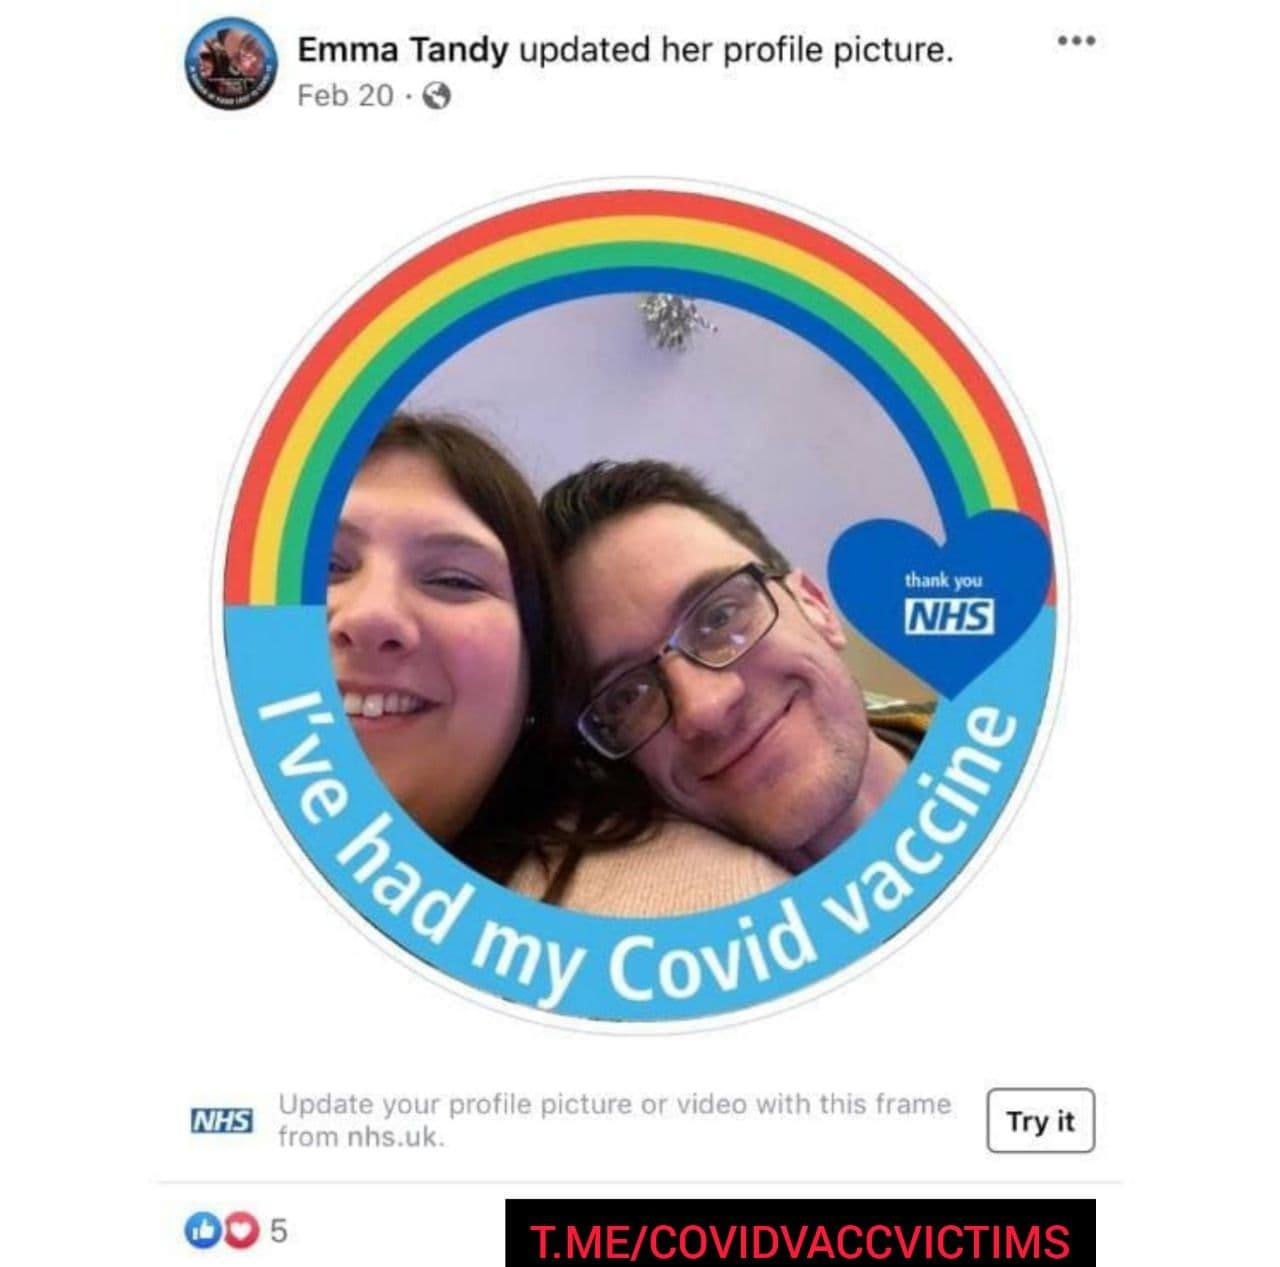 Emma Tandy updated her profile picture.
Feb 20 ·
thank you
NHS
I've had my Covid vaccine
NHS
Update your profile picture or video with this frame
from nhs.uk.
Try it
5
T.ME/COVIDVACCVICTIMS